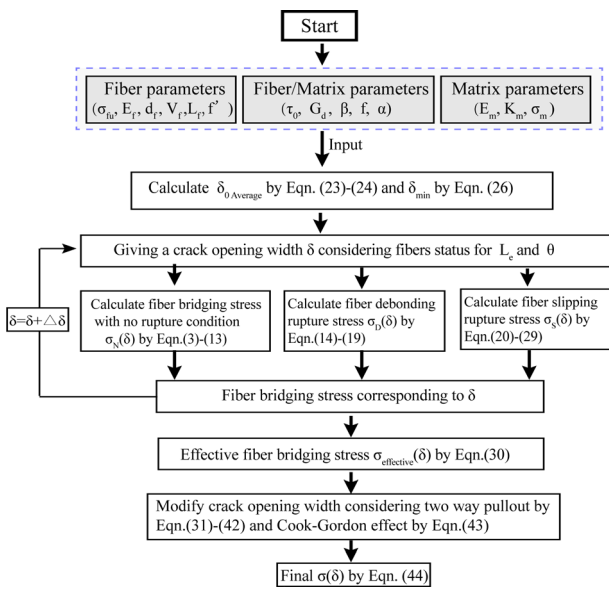 Start
Fiber parameters
(σfu, Ef, df, Vf,Lf, f’ )
Fiber/Matrix parameters
(τ0, Gd, β, f, α)
Matrix parameters
(Em, Km, σm)
Input
Calculate δ0 Average by Eqn. (23)-(24) and δmin by Eqn. (26)
Giving a crack opening width δ considering fibers status for Le and θ
δ=δ+△δ
Calculate fiber bridging stress
with no rupture condition
σN(δ) by Eqn.(3)-(13)
Calculate fiber debonding
rupture stress σD(δ) by
Eqn.(14)-(19)
Calculate fiber slipping
rupture stress σS(δ) by
Eqn.(20)-(29)
Fiber bridging stress corresponding to δ
Effective fiber bridging stress σeffective(δ) by Eqn.(30)
Modify crack opening width considering two way pullout by
Eqn.(31)-(42) and Cook-Gordon effect by Eqn.(43)
Final σ(δ) by Eqn. (44)